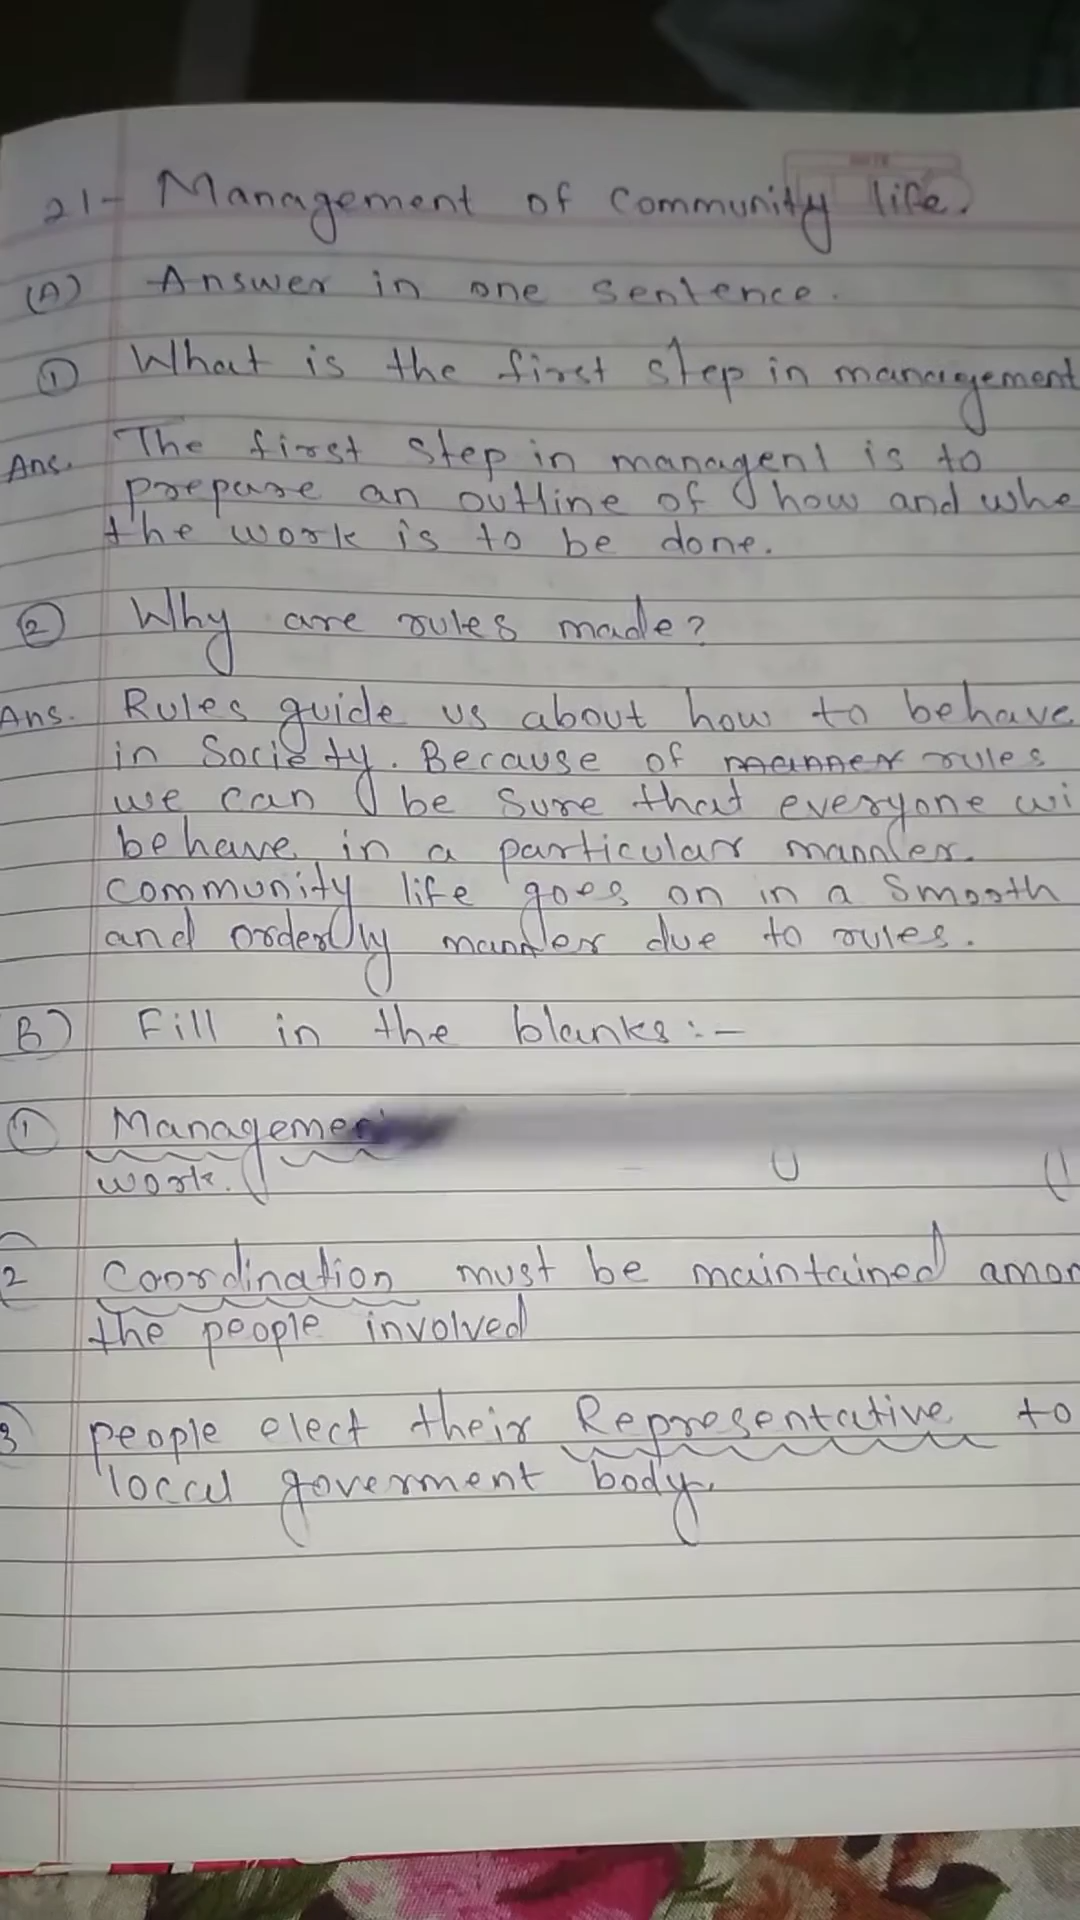 21- Management of Community life.
(A) Answer in one sentence.
① What is the first step in management
Ans. The first step in managenl is to
prepare an outline of how and whe
the work is to be done.
② Why are rules made?
Ans. Rules guide us about how to behave
in Society. Because of manner rules
we can be sure that everyone wi
behave in a particular manner.
Community life goes on in a smooth
and orderly manner due to rules.
B) Fill in the blanks:-
① Managemen
work.
2 Coordination must be maintained amon
the people involved
3 people elect their Representative to
local goverment body.